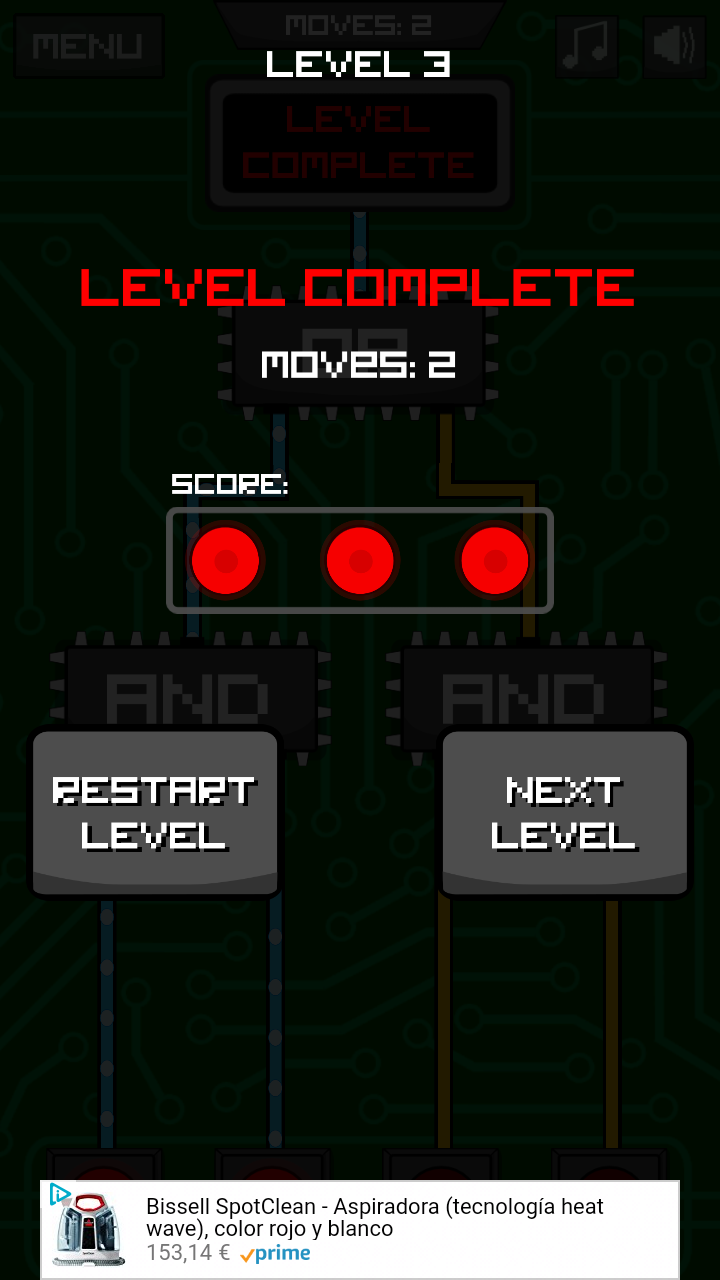 MENU
MOVES: 2
LEVEL 3
LEVEL
COMPLETE
LEVEL COMPLETE
OR
MOVES: 2
SCORE:
AND
AND
RESTART
LEVEL
NEXT
LEVEL
Bissell SpotClean - Aspiradora (tecnología heat
wave), color rojo y blanco
153,14 € prime